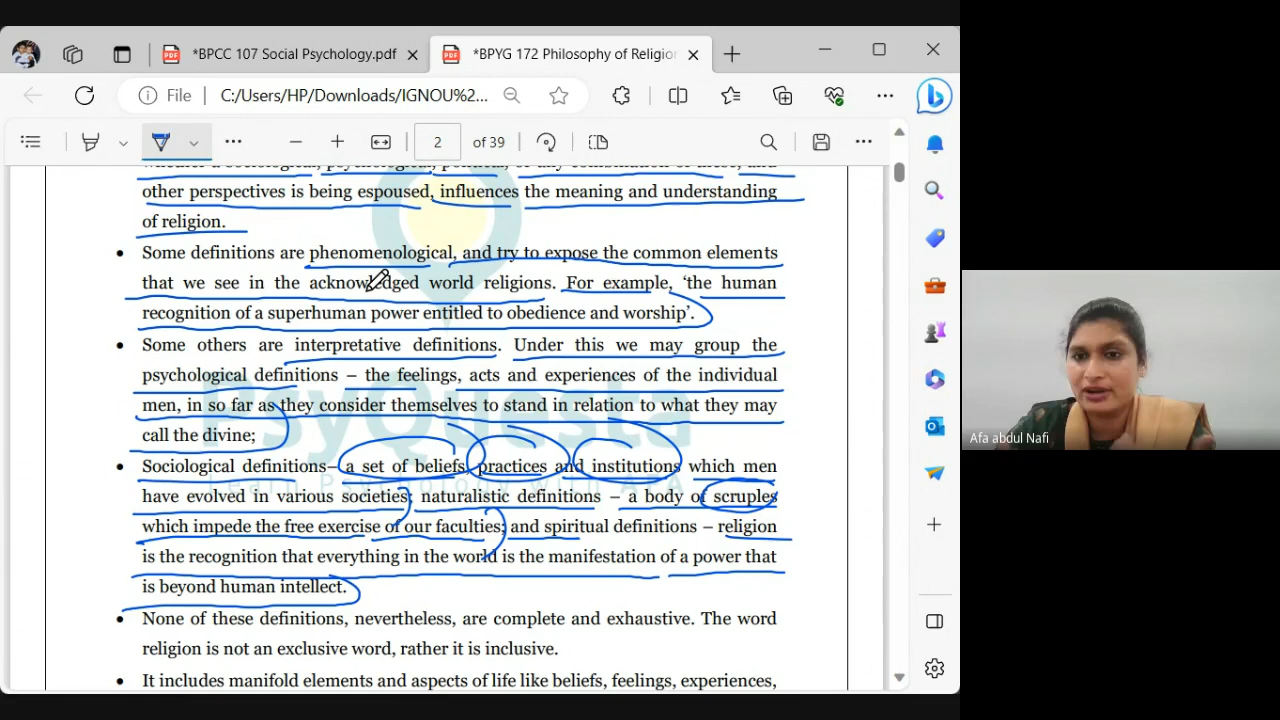 *BPCC 107 Social Psychology.pdf
*BPYG 172 Philosophy of Religio
File C:/Users/HP/Downloads/IGNOU%2...
2 of 39
other perspectives is being espoused, influences the meaning and understanding
of religion.
• Some definitions are phenomenological, and try to expose the common elements
that we see in the acknowledged world religions. For example, ‘the human
recognition of a superhuman power entitled to obedience and worship’.
• Some others are interpretative definitions. Under this we may group the
psychological definitions – the feelings, acts and experiences of the individual
men, in so far as they consider themselves to stand in relation to what they may
call the divine;
• Sociological definitions– a set of beliefs, practices and institutions which men
have evolved in various societies; naturalistic definitions – a body of scruples
which impede the free exercise of our faculties; and spiritual definitions – religion
is the recognition that everything in the world is the manifestation of a power that
is beyond human intellect.
• None of these definitions, nevertheless, are complete and exhaustive. The word
religion is not an exclusive word, rather it is inclusive.
• It includes manifold elements and aspects of life like beliefs, feelings, experiences,
PsyQuesta
Learn Psychology with AFA
Afa abdul Nafi